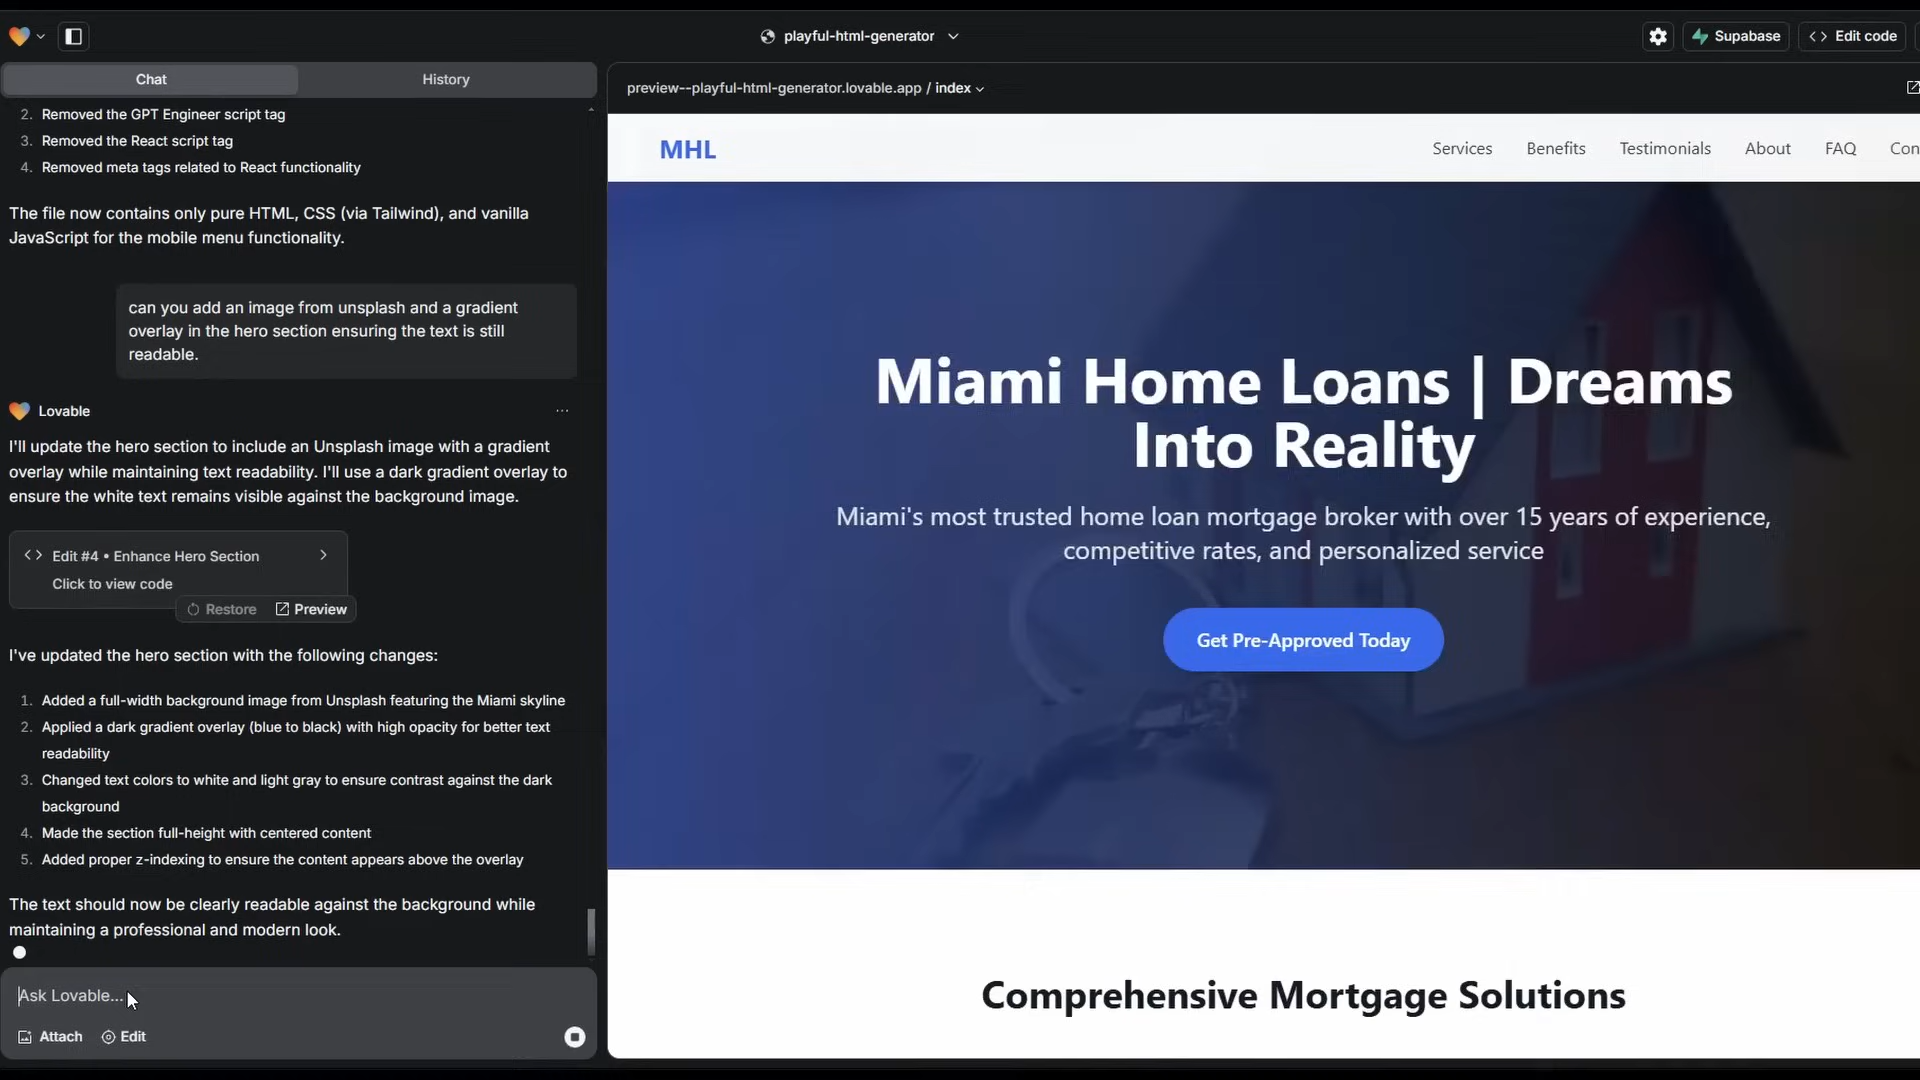 playful-html-generator
Supabase
Edit code
Chat
History
2. Removed the GPT Engineer script tag
3. Removed the React script tag
4. Removed meta tags related to React functionality
The file now contains only pure HTML, CSS (via Tailwind), and vanilla
JavaScript for the mobile menu functionality.
can you add an image from unsplash and a gradient
overlay in the hero section ensuring the text is still
readable.
Lovable
I'll update the hero section to include an Unsplash image with a gradient
overlay while maintaining text readability. I'll use a dark gradient overlay to
ensure the white text remains visible against the background image.
Edit #4 • Enhance Hero Section
Click to view code
Restore
Preview
I've updated the hero section with the following changes:
1. Added a full-width background image from Unsplash featuring the Miami skyline
2. Applied a dark gradient overlay (blue to black) with high opacity for better text
readability
3. Changed text colors to white and light gray to ensure contrast against the dark
background
4. Made the section full-height with centered content
5. Added proper z-indexing to ensure the content appears above the overlay
The text should now be clearly readable against the background while
maintaining a professional and modern look.
Ask Lovable...
Attach
Edit
preview--playful-html-generator.lovable.app / index
MHL
Services
Benefits
Testimonials
About
FAQ
Con
Miami Home Loans | Dreams
Into Reality
Miami's most trusted home loan mortgage broker with over 15 years of experience,
competitive rates, and personalized service
Get Pre-Approved Today
Comprehensive Mortgage Solutions